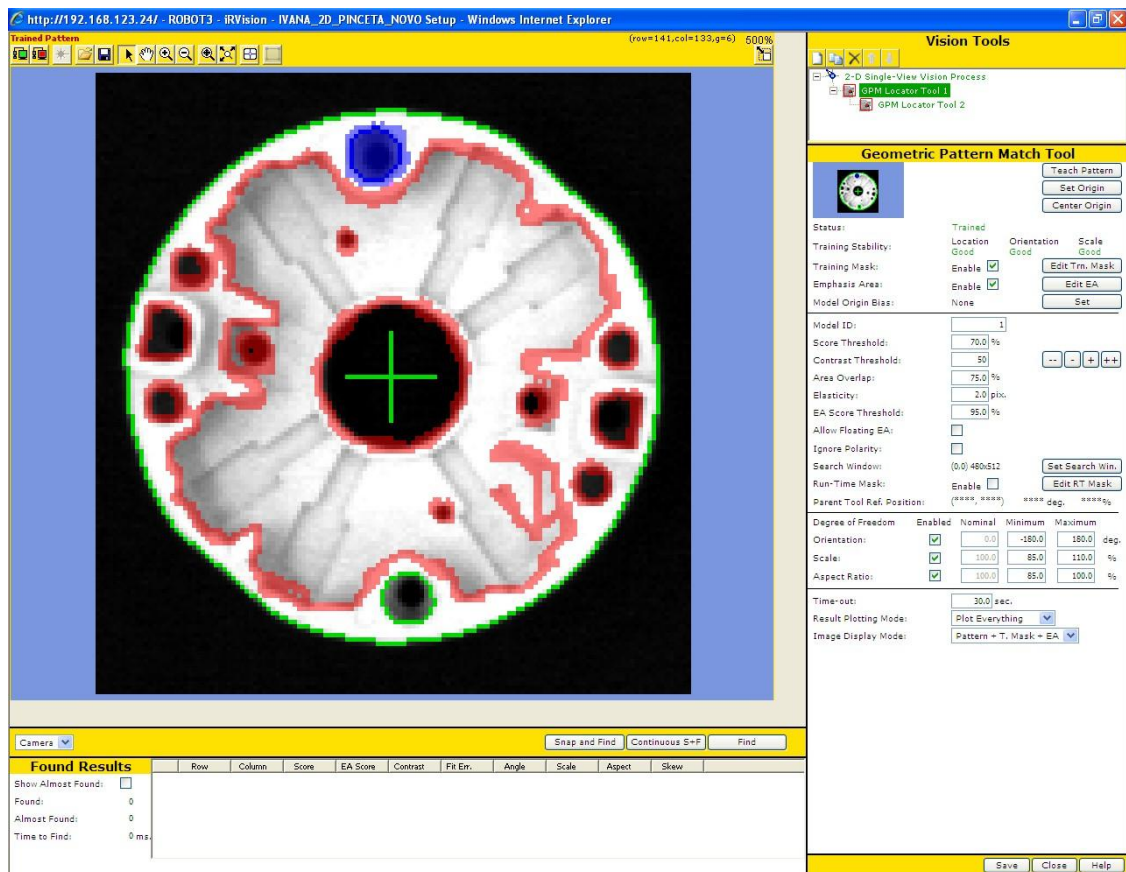 http://192.168.123.24/ - ROBOT3 - iRVision - IVANA_2D_PINCETA_NOVO Setup - Windows Internet Explorer
Trained Pattern
(row=141,col=133,g=6) 500%
Vision Tools
2-D Single-View Vision Process
GPM Locator Tool 1
GPM Locator Tool 2
Geometric Pattern Match Tool
Teach Pattern
Set Origin
Center Origin
Status: Trained
Location Orientation Scale
Training Stability: Good Good Good
Training Mask: Enable Edit Trn. Mask
Emphasis Area: Enable Edit EA
Model Origin Bias: None Set
Model ID: 1
Score Threshold: 70.0 %
Contrast Threshold: 50 -- - + ++
Area Overlap: 75.0 %
Elasticity: 2.0 pix.
EA Score Threshold: 95.0 %
Allow Floating EA:
Ignore Polarity:
Search Window: (0,0) 480x512 Set Search Win.
Run-Time Mask: Enable Edit RT Mask
Parent Tool Ref. Position: (****, ****) **** deg. ****%
Degree of Freedom Enabled Nominal Minimum Maximum
Orientation: 0.0 -180.0 180.0 deg.
Scale: 100.0 85.0 110.0 %
Aspect Ratio: 100.0 85.0 100.0 %
Time-out: 30.0 sec.
Result Plotting Mode: Plot Everything
Image Display Mode: Pattern + T. Mask + EA
Camera Snap and Find Continuous S+F Find
Found Results Row Column Score EA Score Contrast Fit Err. Angle Scale Aspect Skew
Show Almost Found:
Found: 0
Almost Found: 0
Time to Find: 0 ms.
Save Close Help